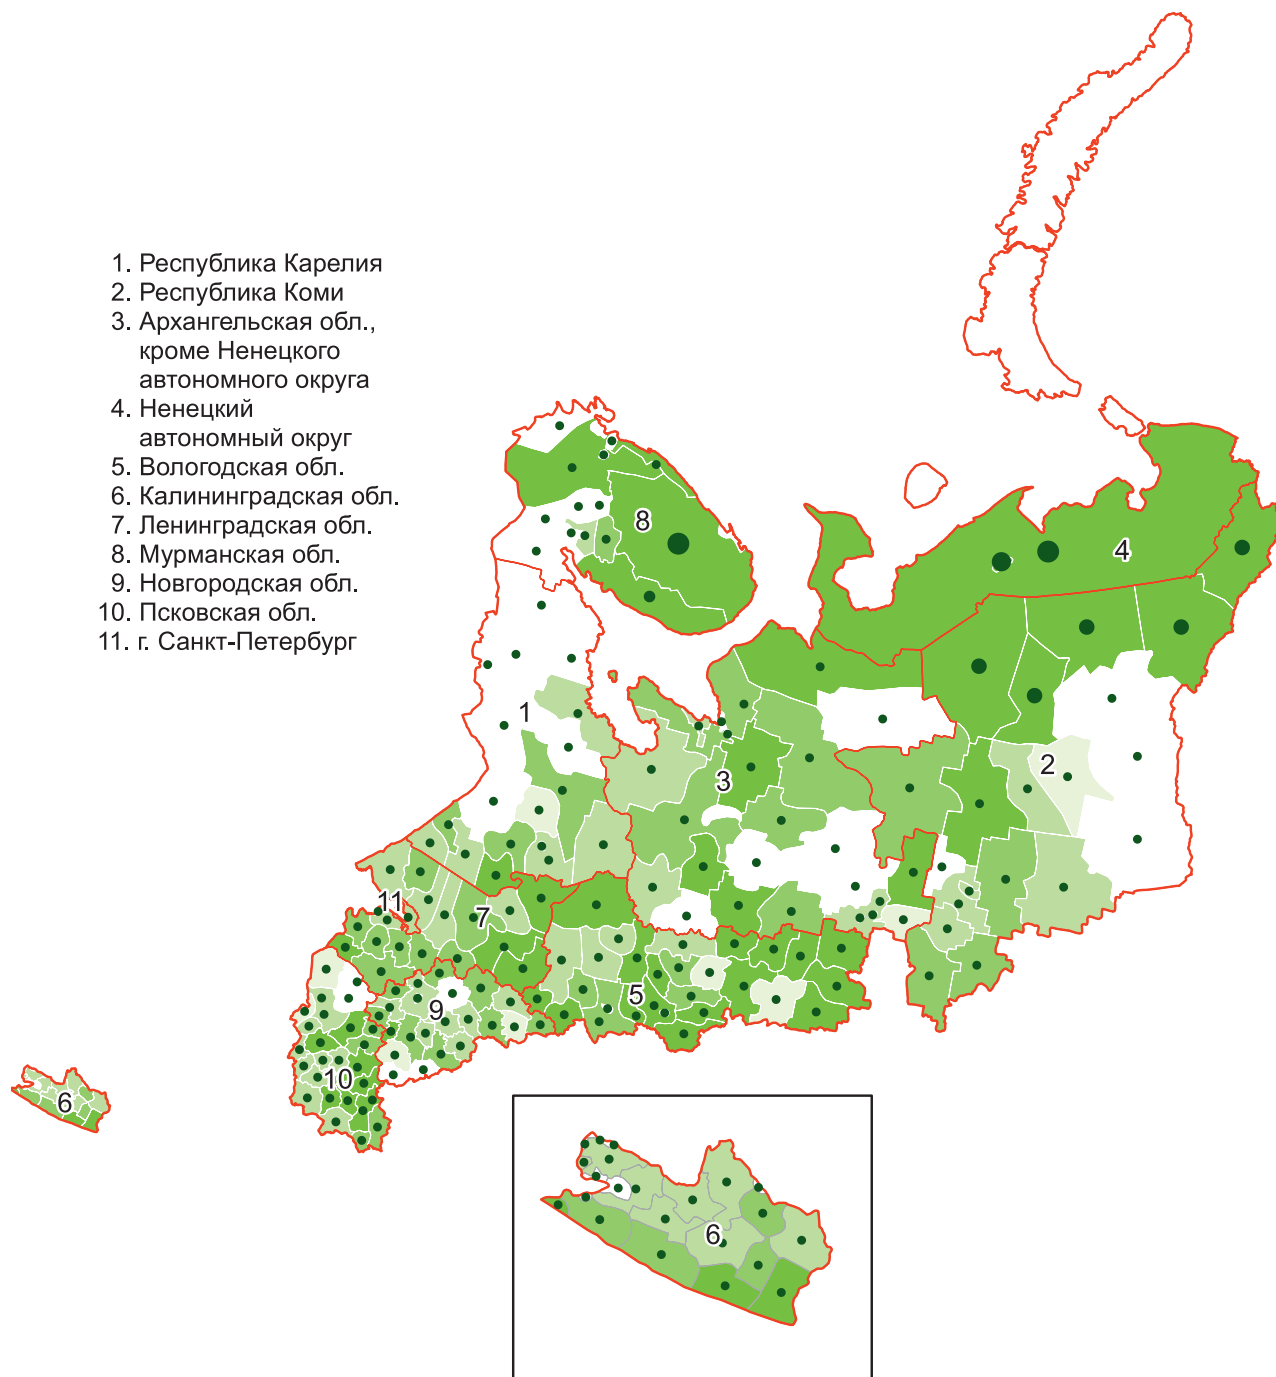 1. Республика Карелия
2. Республика Коми
3. Архангельская обл.,
кроме Ненецкого
автономного округа
4. Ненецкий
автономный округ
5. Вологодская обл.
6. Калининградская обл.
7. Ленинградская обл.
8. Мурманская обл.
9. Новгородская обл.
10. Псковская обл.
11. г. Санкт-Петербург
8
4
1
3
2
11
7
5
9
10
6
6